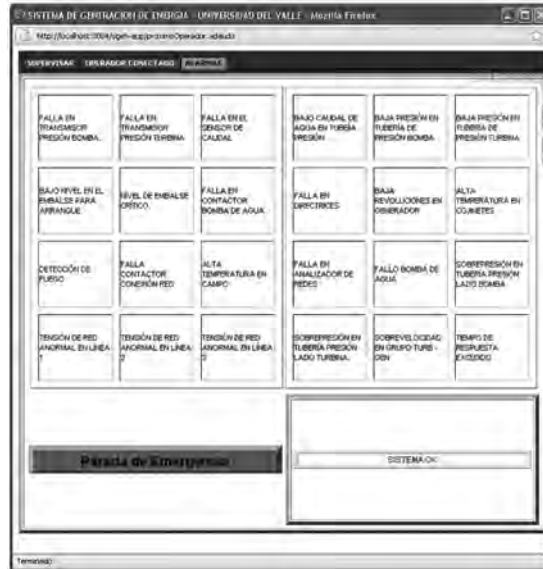 SISTEMA DE GENERACION DE ENERGIA - UNIVERSIDAD DEL VALLE - Mozilla Firefox
SUPERVISAR OPERADOR CONECTADO ALARMAS
FALLA EN
TRANSMISOR
PRESIÓN BOMBA.
FALLA EN
TRANSMISOR
PRESIÓN TURBINA
FALLA EN EL
SENSOR DE
CAUDAL
BAJO CAUDAL DE
AGUA EN TUBERÍA
PRESIÓN
BAJA PRESIÓN EN
TUBERÍA DE
PRESIÓN BOMBA
BAJA PRESIÓN EN
TUBERÍA DE
PRESIÓN TURBINA
BAJO NIVEL EN EL
EMBALSE PARA
ARRANQUE
NIVEL DE EMBALSE
CRÍTICO.
FALLA EN
CONTACTOR
BOMBA DE AGUA
FALLA EN
DIRECTRICES
BAJA
REVOLUCIONES EN
GENERADOR
ALTA
TEMPERATURA EN
COJINETES
DETECCIÓN DE
FUEGO
FALLA
CONTACTOR
CONEXIÓN RED
ALTA
TEMPERATURA EN
CAMPO
FALLA EN
ANALIZADOR DE
REDES
FALLO BOMBA DE
AGUA
SOBREPRESIÓN EN
TUBERÍA PRESIÓN
LADO BOMBA
TENSIÓN DE RED
ANORMAL EN LÍNEA
1
TENSIÓN DE RED
ANORMAL EN LÍNEA
2
TENSIÓN DE RED
ANORMAL EN LÍNEA
3
SOBREPRESIÓN EN
TUBERÍA PRESIÓN
LADO TURBINA.
SOBREVELOCIDAD
EN GRUPO TURB -
GEN
TIEMPO DE
RESPUESTA
EXCEDIDO
Parada de Emergencia
SISTEMA OK
Terminado